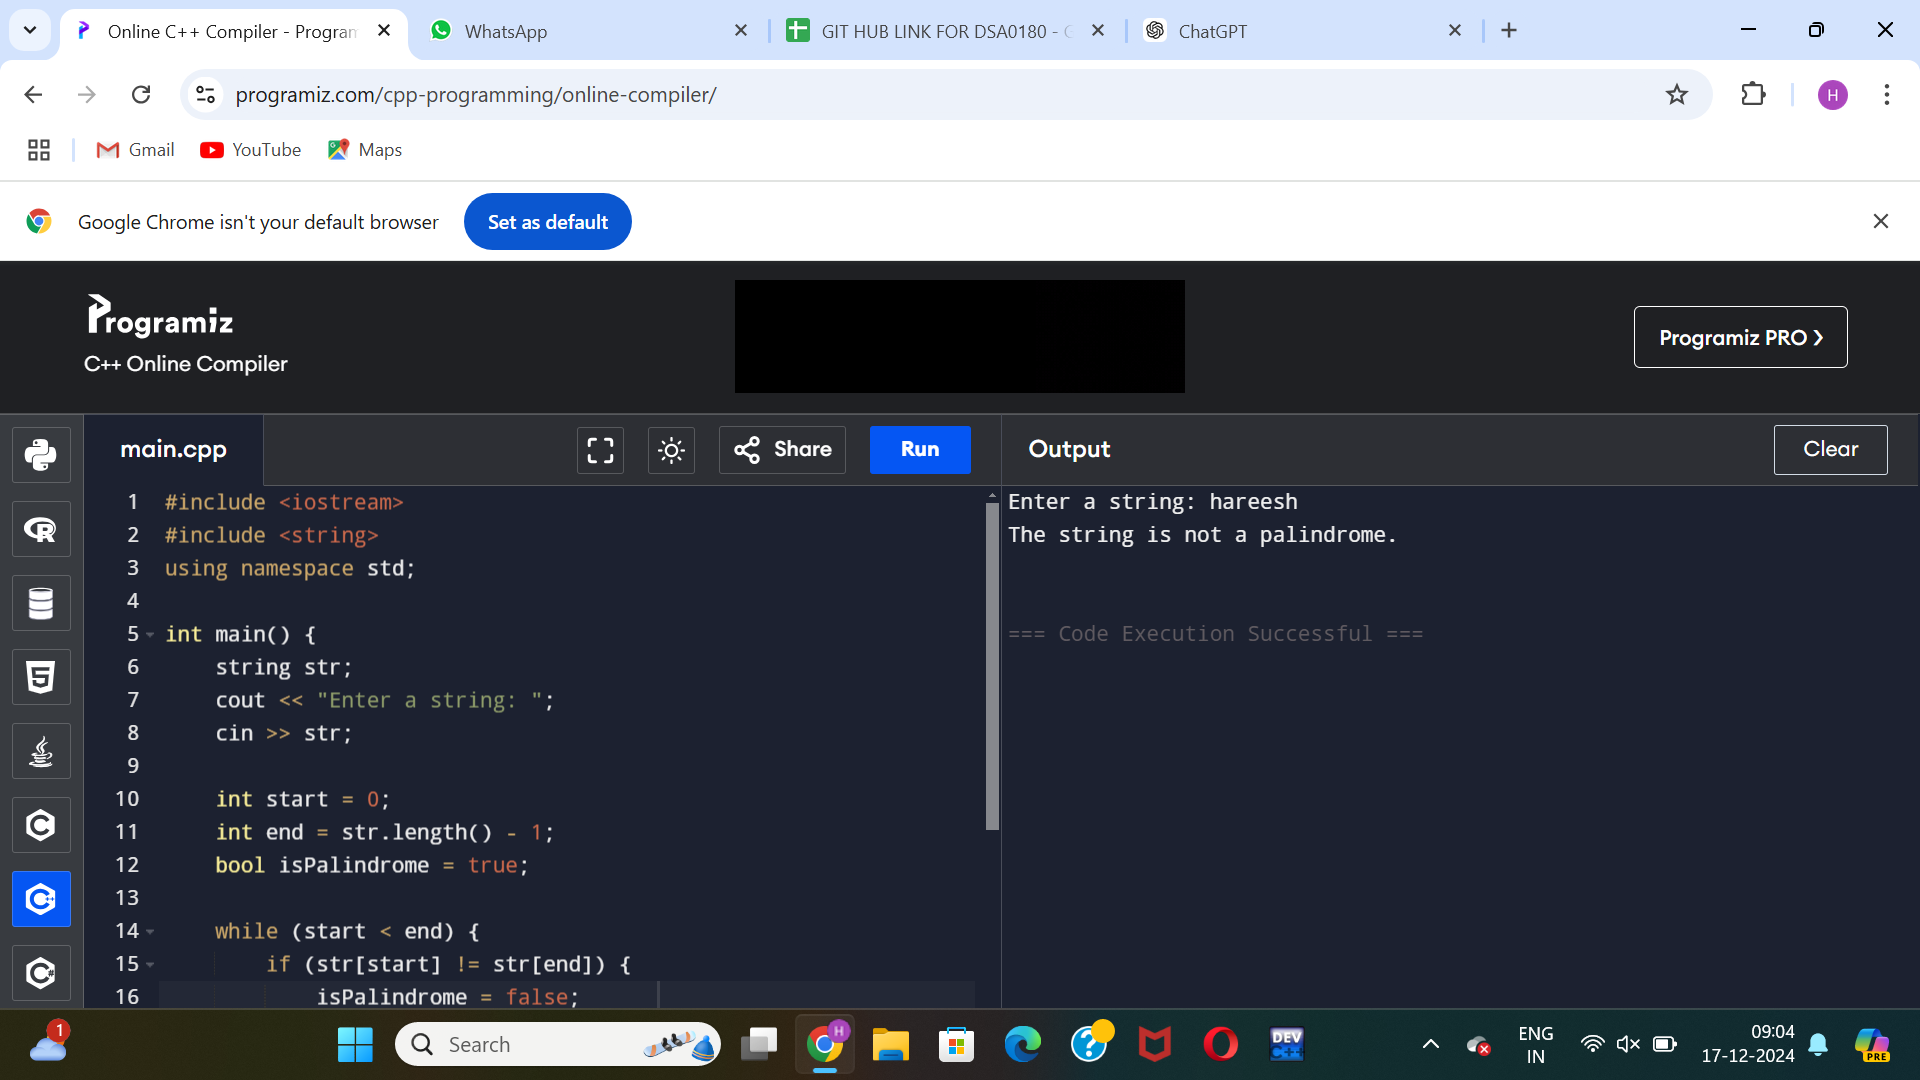 Online C++ Compiler - Program
WhatsApp
GIT HUB LINK FOR DSA0180 - G
ChatGPT
programiz.com/cpp-programming/online-compiler/
H
Gmail
YouTube
Maps
Google Chrome isn't your default browser
Set as default
Programiz
C++ Online Compiler
Programiz PRO
main.cpp
Share
Run
Output
Clear
1 #include <iostream>
2 #include <string>
3 using namespace std;
4
5 int main() {
6 string str;
7 cout << "Enter a string: ";
8 cin >> str;
9
10 int start = 0;
11 int end = str.length() - 1;
12 bool isPalindrome = true;
13
14 while (start < end) {
15 if (str[start] != str[end]) {
16 isPalindrome = false;
Enter a string: hareesh
The string is not a palindrome.
=== Code Execution Successful ===
1
Search
H
DEV
C++
ENG
IN
09:04
17-12-2024
PRE